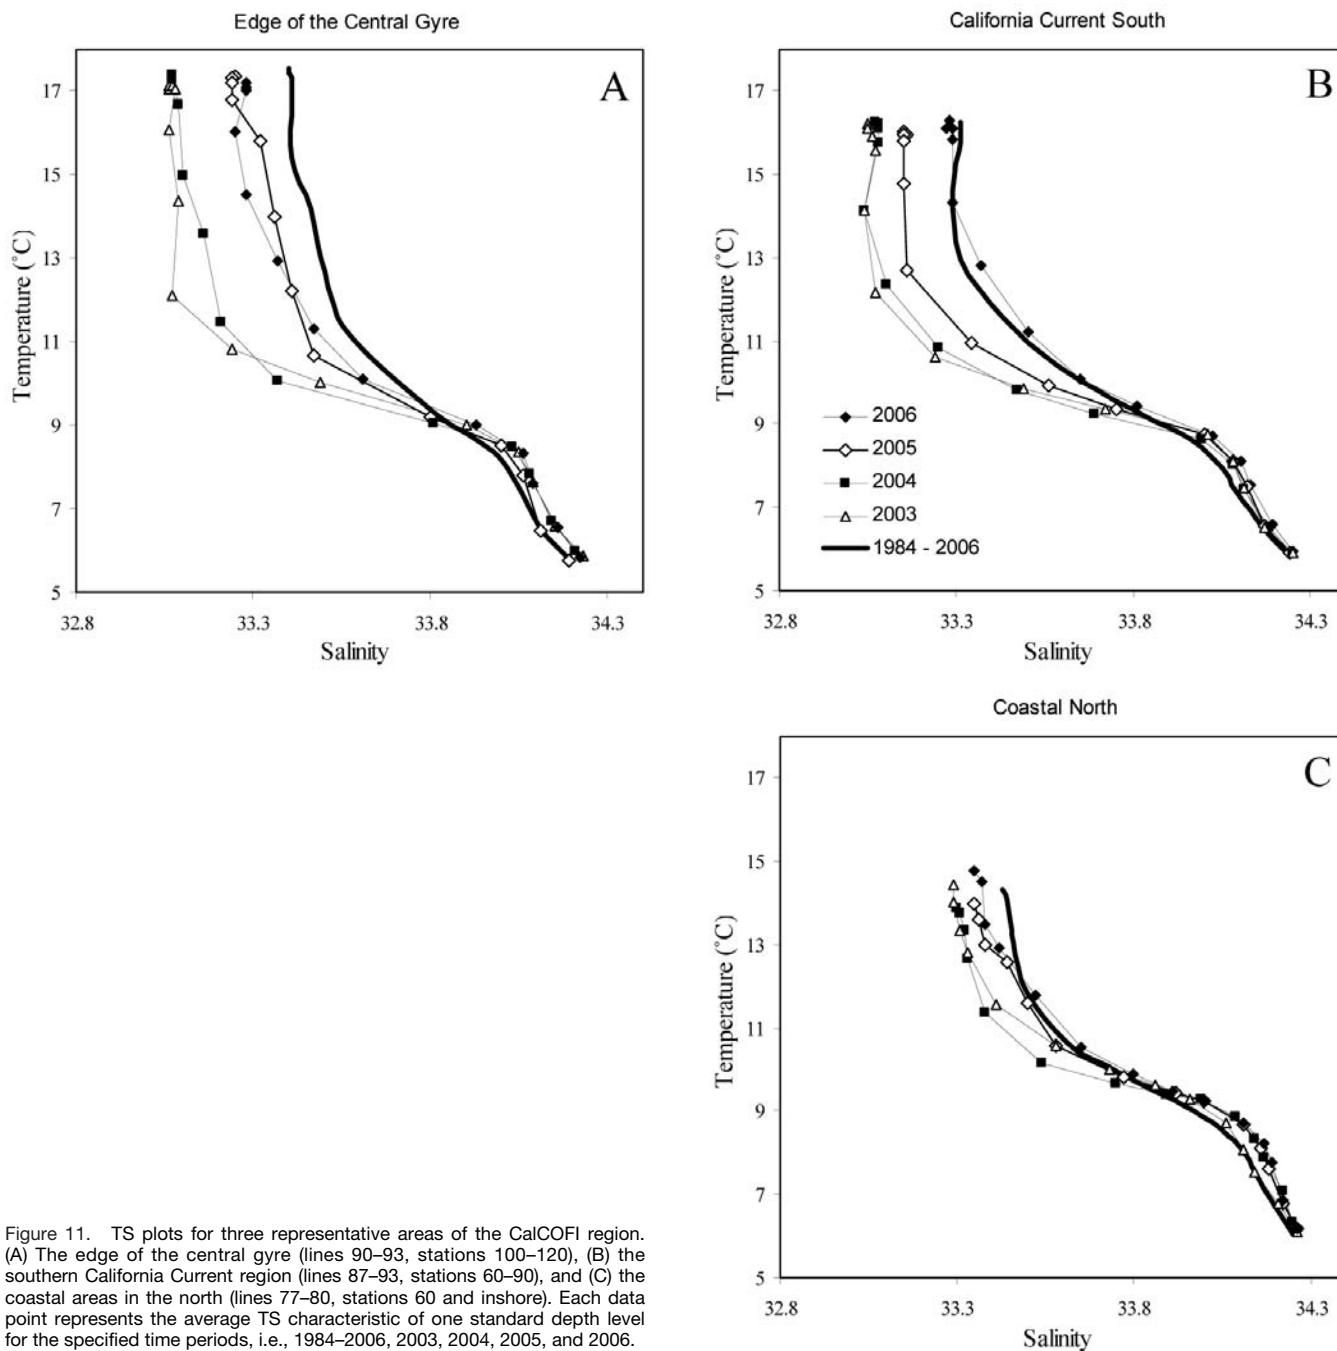 Edge of the Central Gyre
A
17
15
13
11
9
7
5
Temperature (˚C)
32.8 33.3 33.8 34.3
Salinity
California Current South
B
17
15
13
11
9
7
5
Temperature (˚C)
2006
2005
2004
2003
1984 - 2006
32.8 33.3 33.8 34.3
Salinity
Coastal North
C
17
15
13
11
9
7
5
Temperature (˚C)
32.8 33.3 33.8 34.3
Salinity
Figure 11. TS plots for three representative areas of the CalCOFI region.
(A) The edge of the central gyre (lines 90–93, stations 100–120), (B) the
southern California Current region (lines 87–93, stations 60–90), and (C) the
coastal areas in the north (lines 77–80, stations 60 and inshore). Each data
point represents the average TS characteristic of one standard depth level
for the specified time periods, i.e., 1984–2006, 2003, 2004, 2005, and 2006.